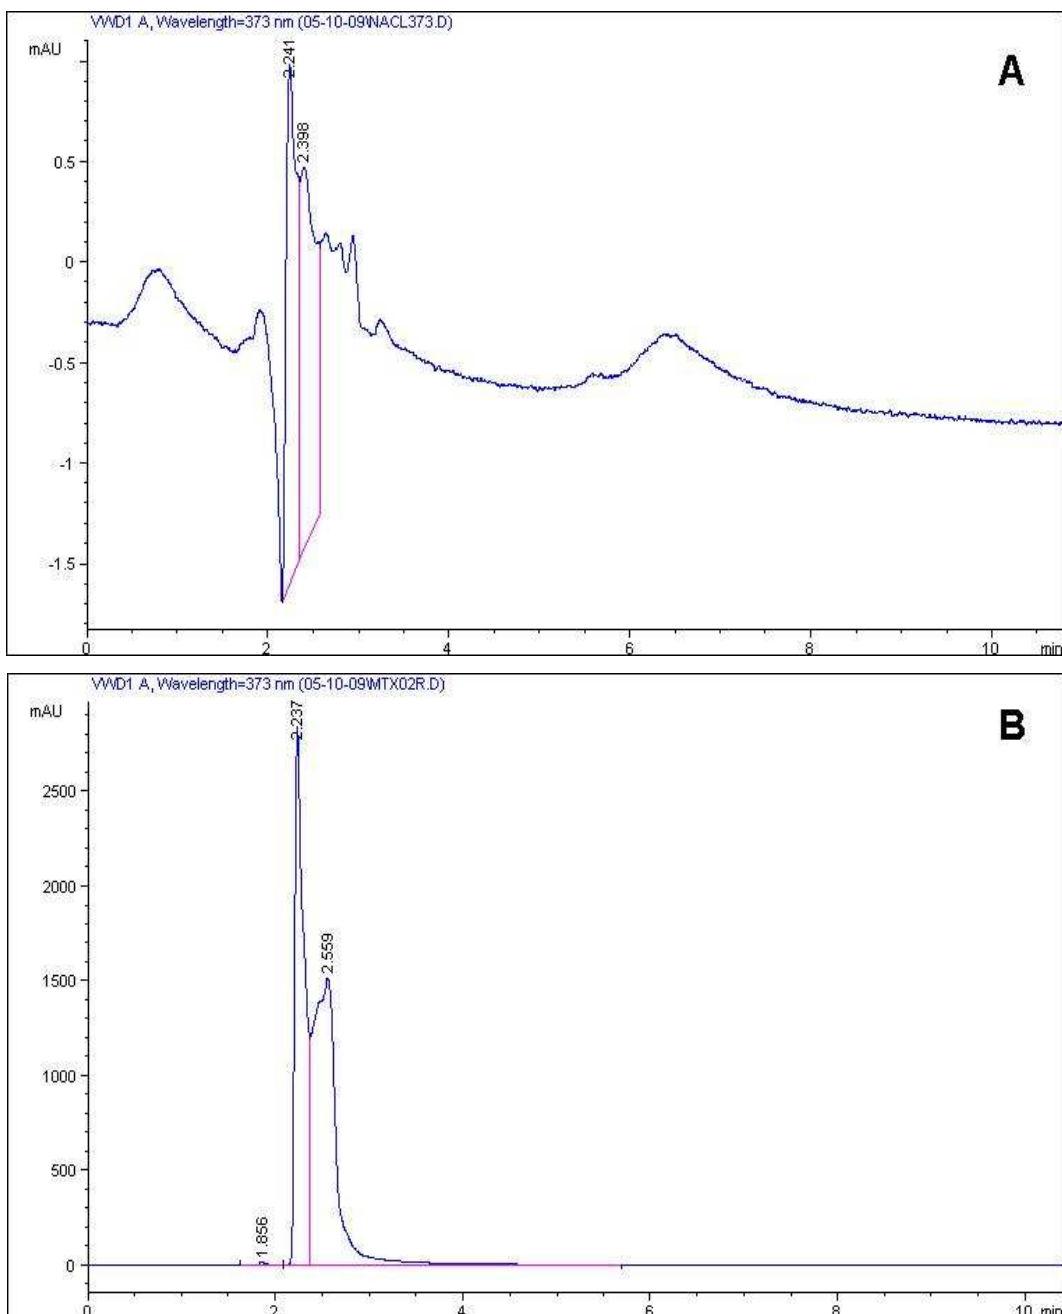 VWD1 A, Wavelength=373 nm (05-10-09\NACL373.D)
mAU
A
2.241
2.398
0.5
0
-0.5
-1
-1.5
0 2 4 6 8 10 min
VWD1 A, Wavelength=373 nm (05-10-09\MTX02R.D)
mAU
B
2.237
2500
2000
2.559
1500
1000
500
1.856
0
0 2 4 6 8 10 min